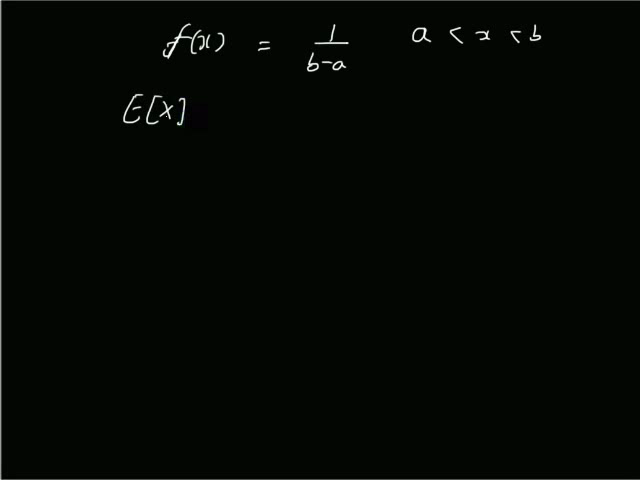 f(x) = 1/(b-a) a < x < b
E[X]